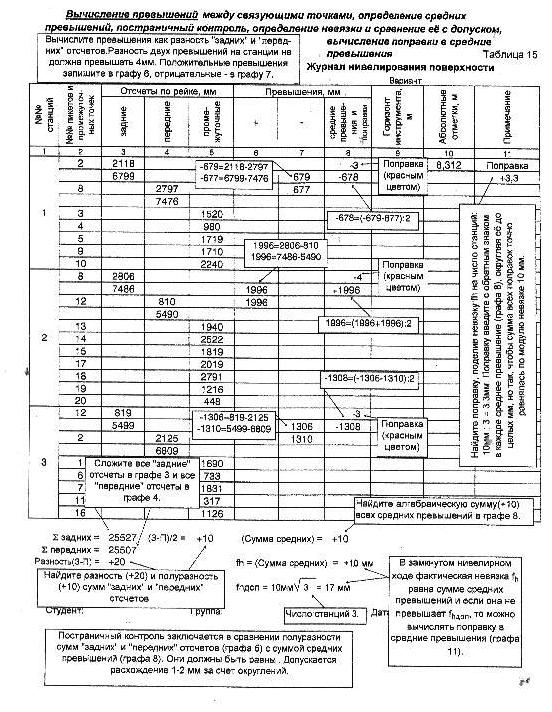 Вычисление превышений между связующими точками, определение средних
превышений, постраничный контроль, определение невязки и сравнение её с допуском,
вычисление поправки в средние
превышения
Таблица 15
Вычислите превышения как разность "задних" и "перед-
них" отсчетов. Разность двух превышений на станции не
должна превышать 4мм. Положительные превышения
запишите в графу 6, отрицательные - в графу 7.
Журнал нивелирования поверхности
Вариант
№№ станций
№№ пикетов и промежуточных точек
Отсчеты по рейке, мм
задние
передние
проме-
жуточные
Превышения, мм
+
-
средние превышения и поправки
Горизонт инструмента, м
Абсолютные отметки, м
Примечание
1 2 3 4 5 6 7 8 9 10 11
2 2118 -679=2118-2797 -3 Поправка 8,312 Поправка
6799 -677=6799-7476 679 -678 (красным +3,3
8 2797 677 цветом)
7476
1 3 1520 -678=(-679-677):2
4 980
5 1719 1996=2806-810
9 1710 1996=7486-5490
10 2240 Поправка
8 2806 -4 (красным
7486 1996 +1996 цветом)
12 810 1996
5490 1996=(1996+1996):2
13 1940
2 14 2522
15 1819
17 2019
18 2791 -1308=(-1306-1310):2
19 1216
20 448
12 819 -1306=819-2125 -3
5499 -1310=5499-6809 1306 -1308 Поправка
2 2125 1310 (красным
6809 цветом)
3 1 1690
6 733
7 1831
11 317
16 1126
Найдите поправку, поделив невязку fh на число станций:
10мм : 3 = 3,3мм Поправку введите с обратным знаком
в каждое среднее превышение (графа 8), округляя её до
целых мм, но так, чтобы сумма всех поправок точно
равнялась по модулю невязке 10 мм.
Сложите все "задние"
отсчеты в графе 3 и все
"передние" отсчеты в
графе 4.
Найдите алгебраическую сумму(+10)
всех средних превышений в графе 8.
Σ задних = 25527 (З-П)/2 = +10 (Сумма средних) = +10
Σ передних = 25507
Разность(З-П) = +20
fh = (Сумма средних) = +10 мм
fhдоп = 10мм√ 3 = 17 мм
Найдите разность (+20) и полуразность
(+10) сумм "задних" и "передних"
отсчетов
В замкнутом нивелирном
ходе фактическая невязка fh
равна сумме средних
превышений и если она не
превышает fhдоп, то можно
вычислять поправку в
средние превышения (графа
11).
Студент: Группа: Число станций 3. Дата
Постраничный контроль заключается в сравнении полуразности
сумм "задних" и "передних" отсчетов (графа 6) с суммой средних
превышений (графа 8). Они должны быть равны. Допускается
расхождение 1-2 мм за счет округлений.